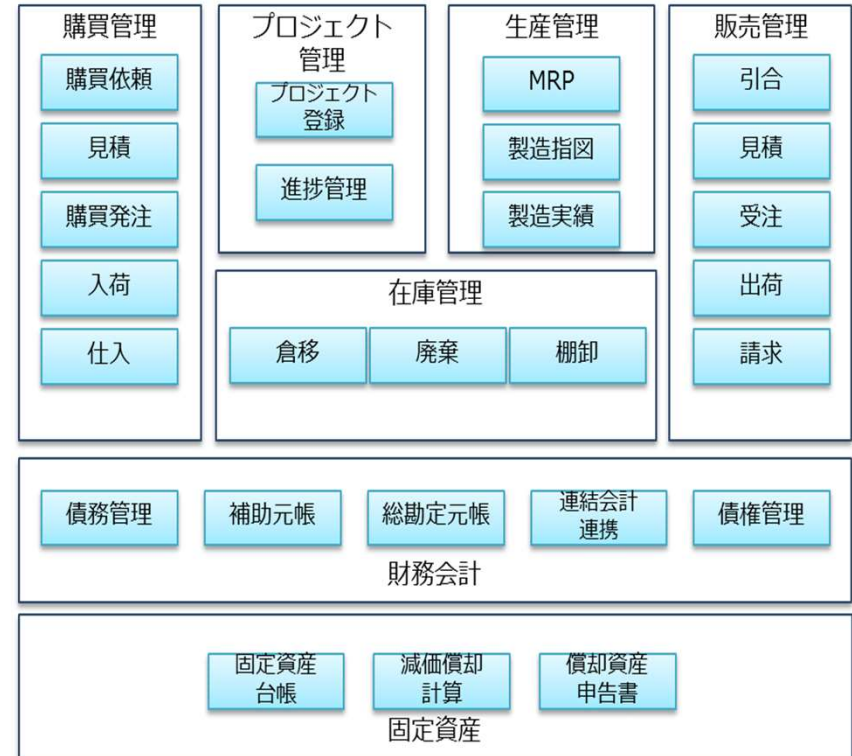 購買管理
購買依頼
見積
購買発注
入荷
仕入
プロジェクト
管理
プロジェクト
登録
進捗管理
生産管理
MRP
製造指図
製造実績
販売管理
引合
見積
受注
出荷
請求
在庫管理
倉移
廃棄
棚卸
債務管理
補助元帳
総勘定元帳
連結会計
連携
債権管理
財務会計
固定資産
台帳
減価償却
計算
償却資産
申告書
固定資産